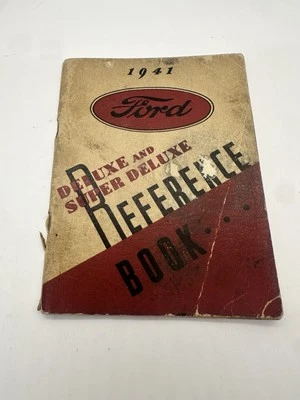 1941
Ford
DELUXE AND
SUPER DELUXE
REFERENCE
BOOK...